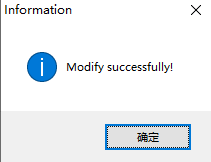 Information
Modify successfully!
确定